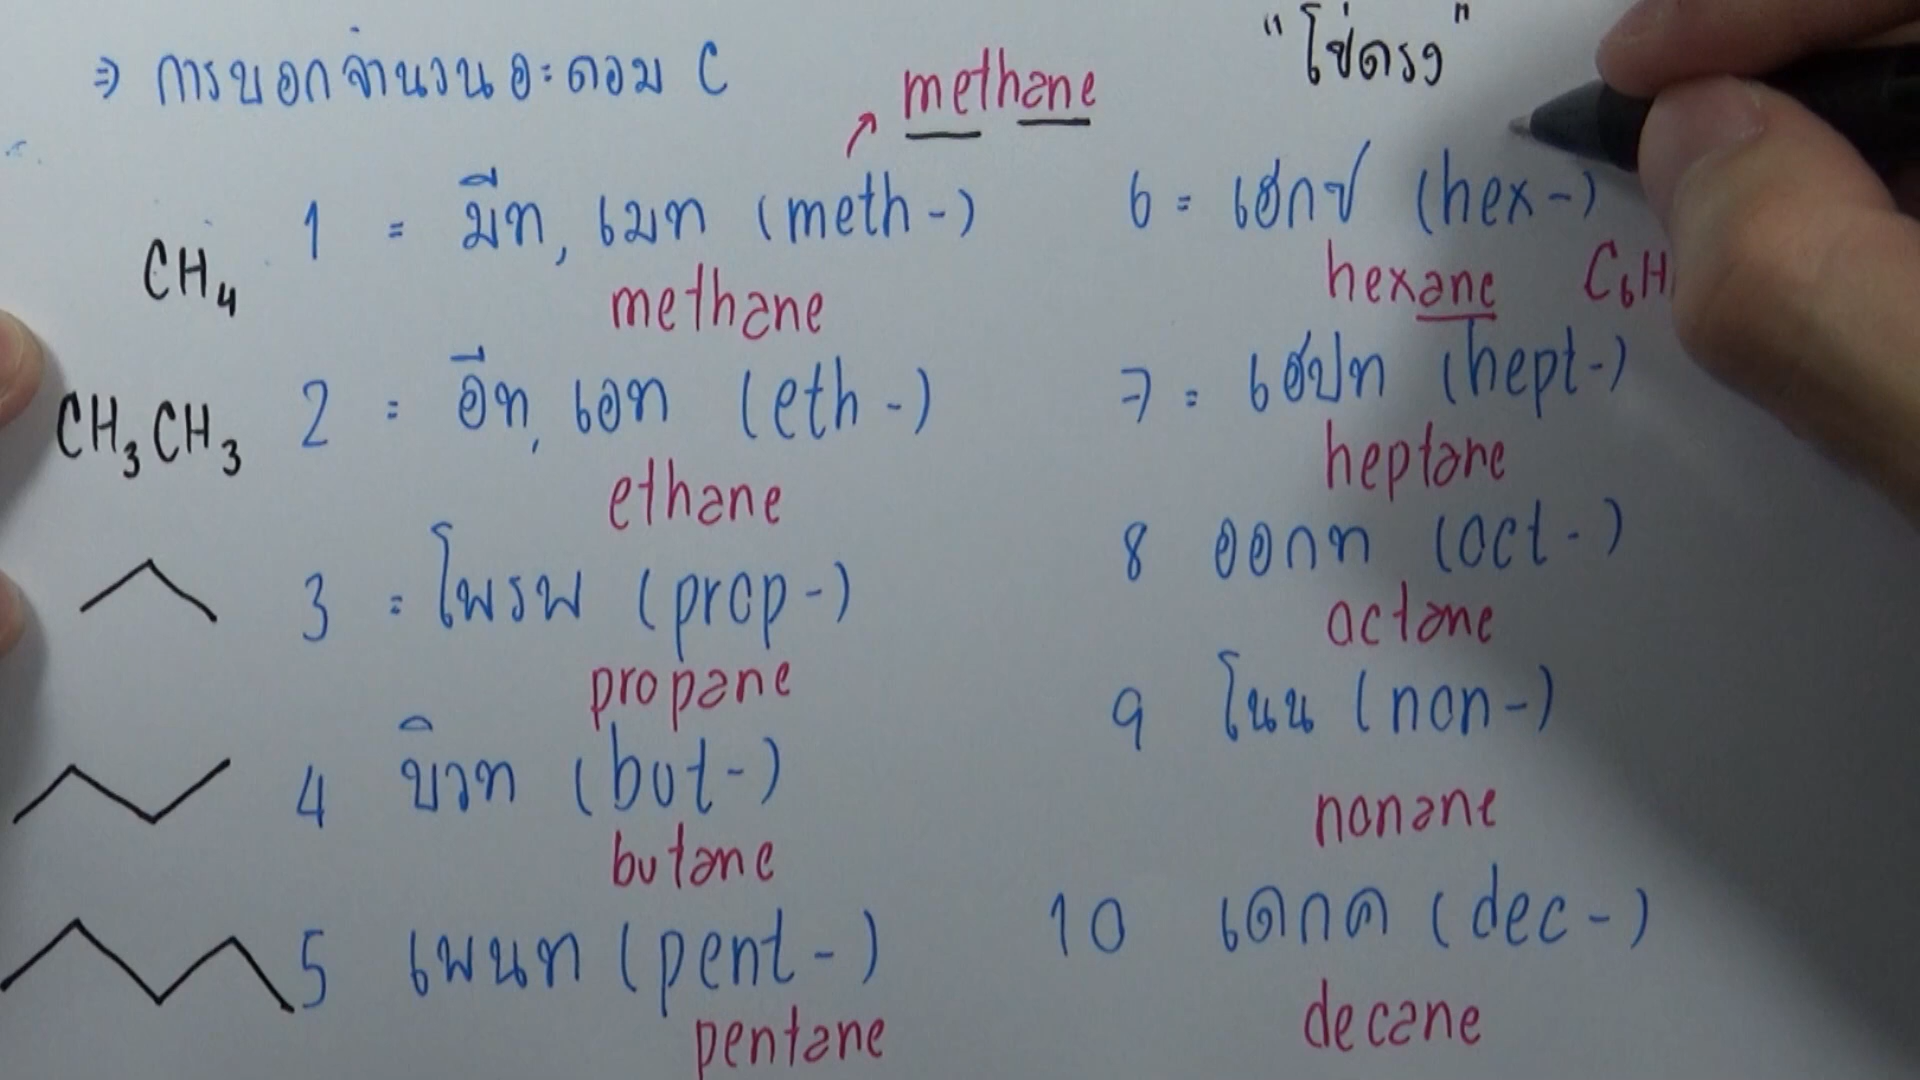 ⇒ การบอกจำนวนอะตอม C
↗ methane
"โซ่ตรง"
CH₄ 1 = มีท, เมท (meth-)
methane
CH₃CH₃ 2 = อีท, เอท (eth-)
ethane
3 = โพรพ (prop-)
propane
4 บิวท (but-)
butane
5 เพนท (pent-)
pentane
6 = เฮกซ์ (hex-)
hexane C₆H
7 = เฮปท (hept-)
heptane
8 ออกท (oct-)
octane
9 โนน (non-)
nonane
10 เดกค (dec-)
decane